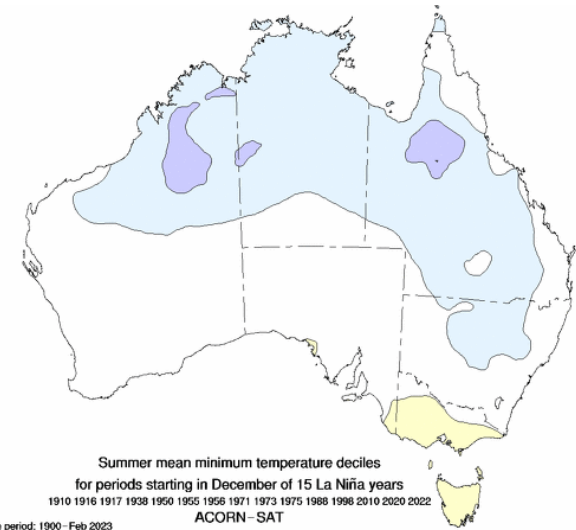 Summer mean minimum temperature deciles
for periods starting in December of 15 La Niña years
1910 1916 1917 1938 1950 1955 1956 1971 1973 1975 1988 1998 2010 2020 2022
ACORN-SAT
period: 1900-Feb 2023